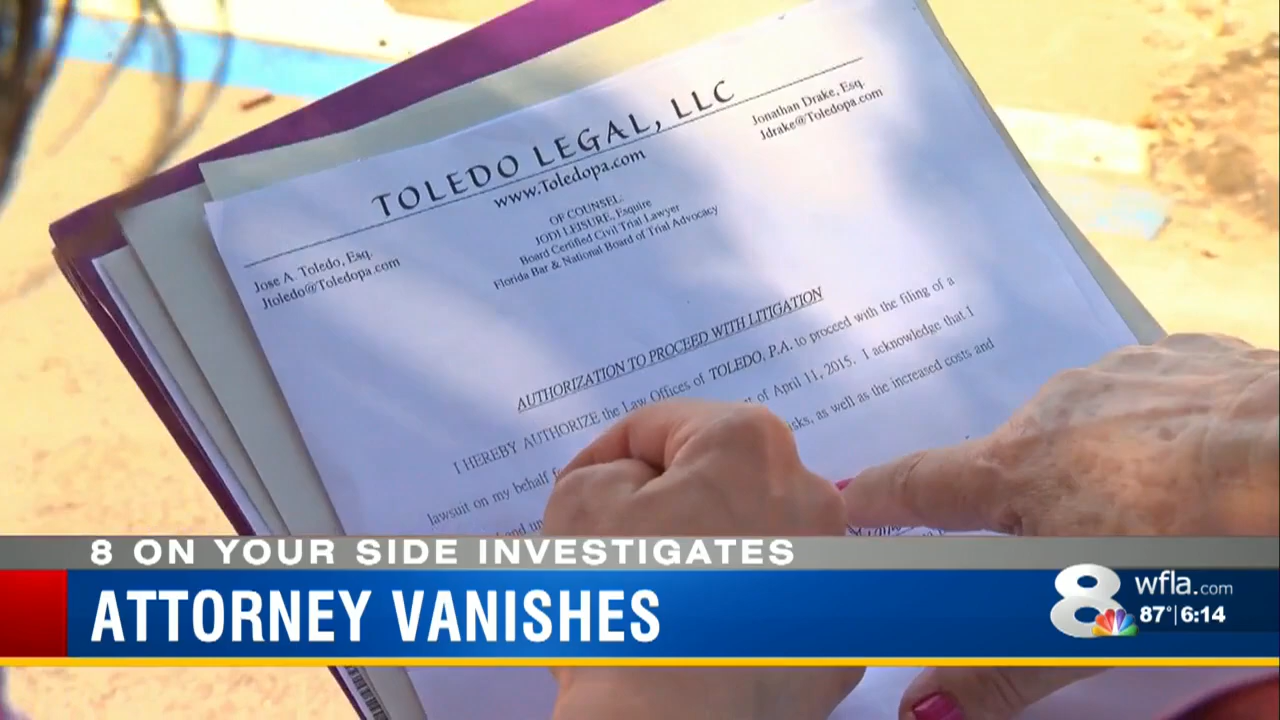 TOLEDO LEGAL, LLC
www.Toledopa.com
Jonathan Drake, Esq.
Jdrake@Toledopa.com
OF COUNSEL:
JODI LEISURE, Esquire
Board Certified Civil Trial Lawyer
Florida Bar & National Board of Trial Advocacy
Jose A. Toledo, Esq.
Jtoledo@Toledopa.com
AUTHORIZATION TO PROCEED WITH LITIGATION
I HEREBY AUTHORIZE the Law Offices of TOLEDO, P.A. to proceed with the filing of a
lawsuit on my behalf of April 11, 2015. I acknowledge that I
and as well as the increased costs and
8 ON YOUR SIDE INVESTIGATES
ATTORNEY VANISHES
8 wfla.com
87° | 6:14